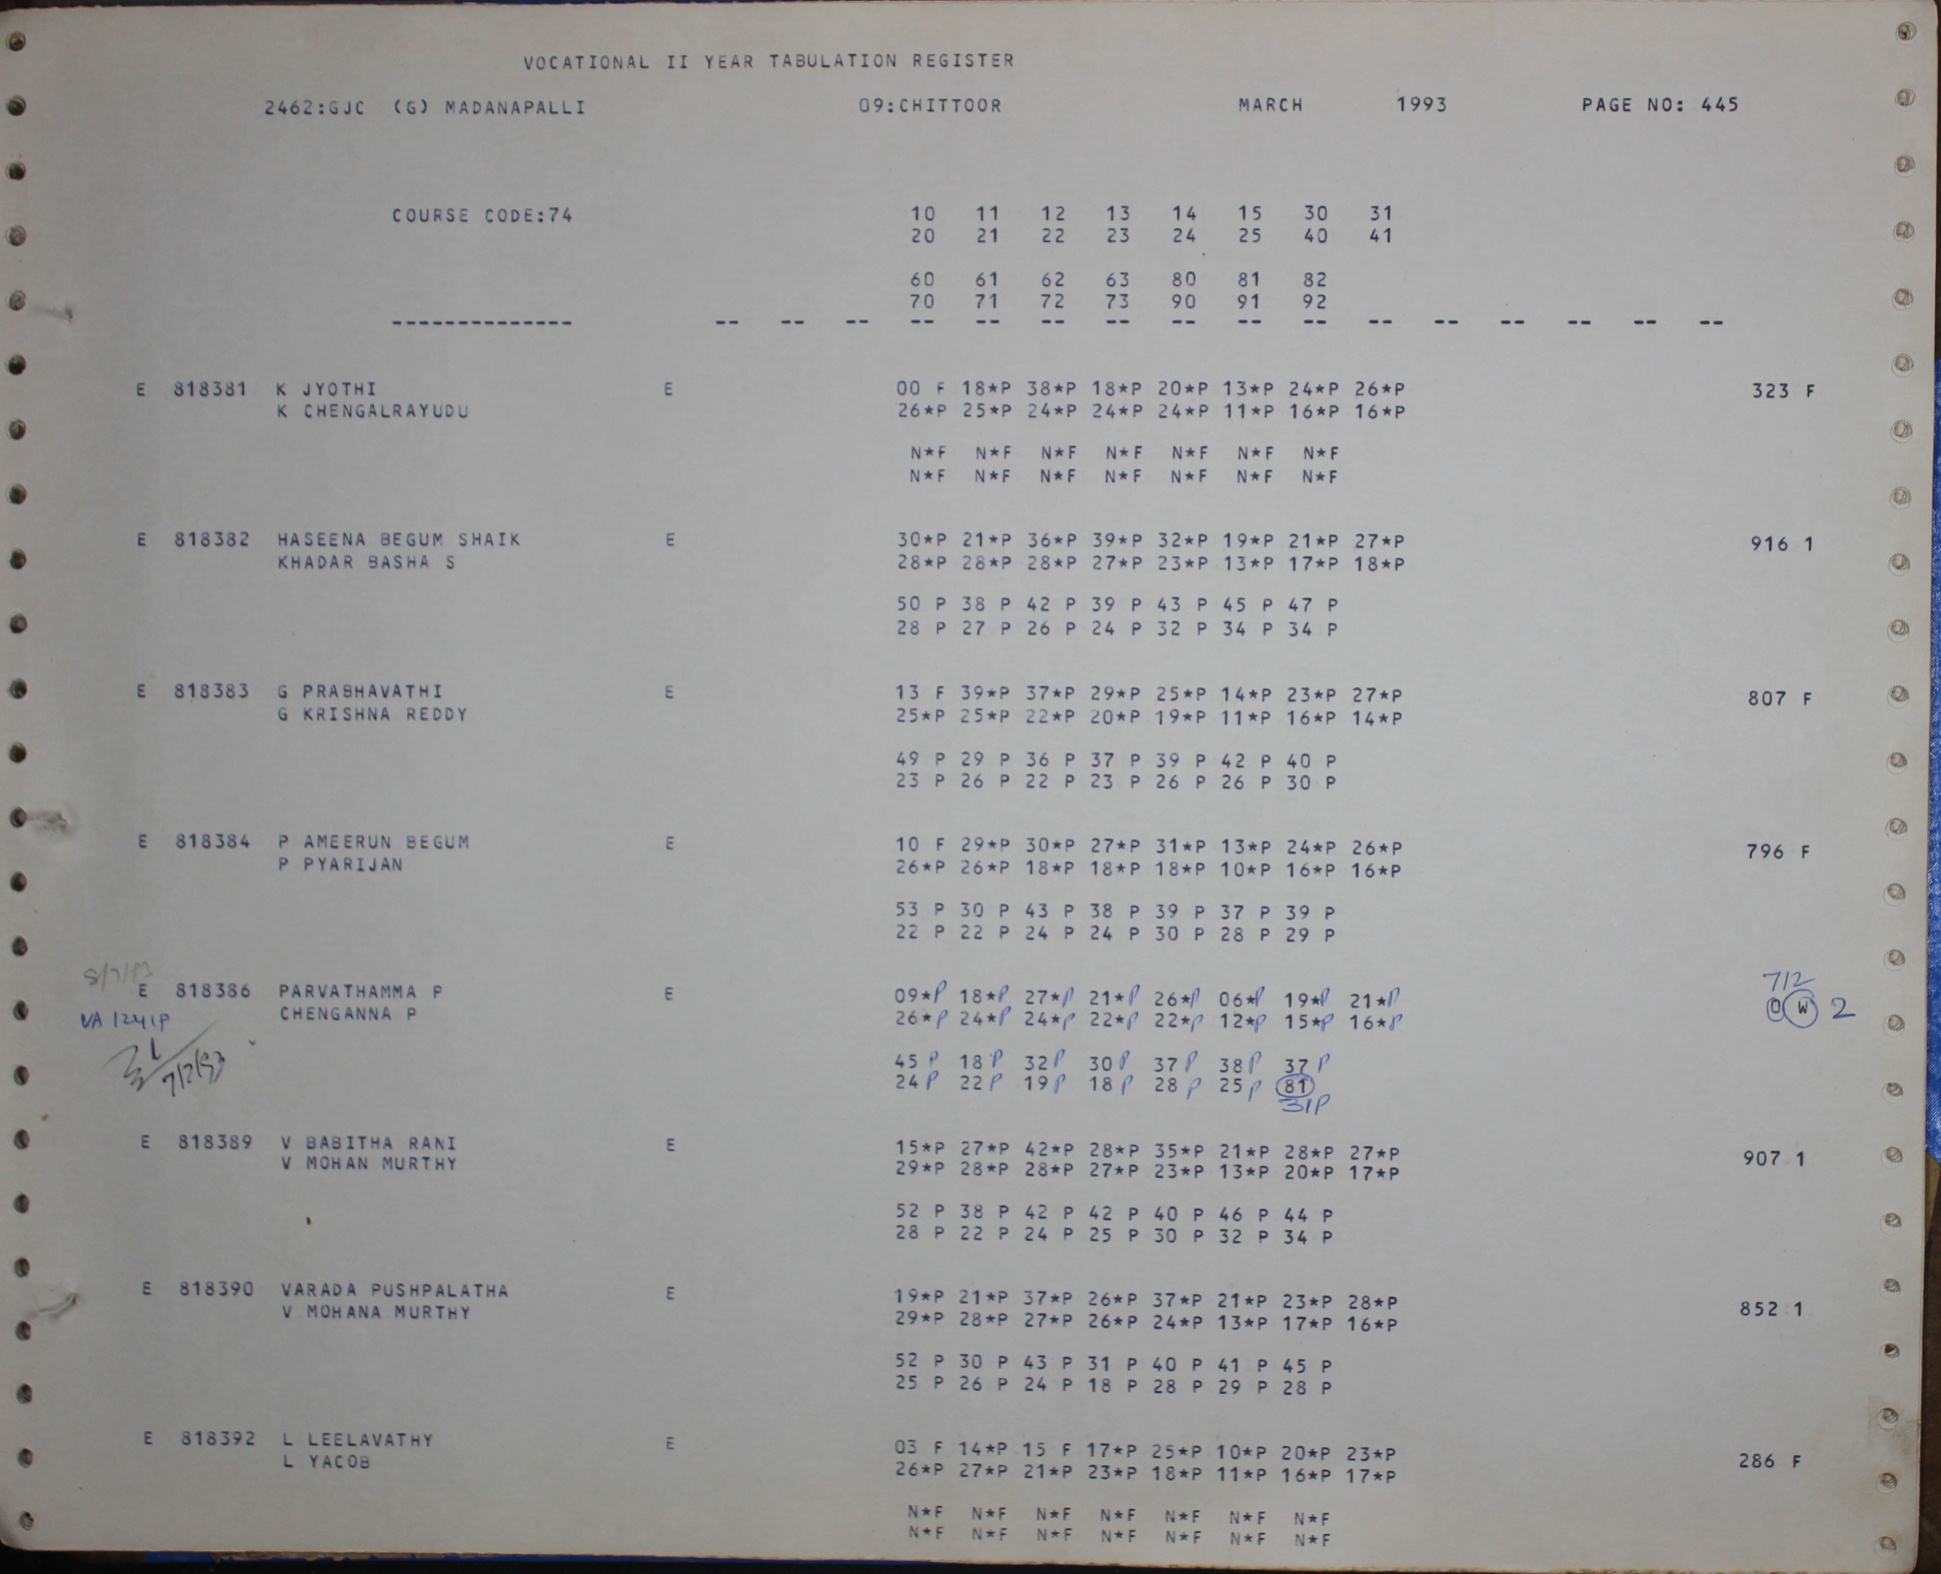 VOCATIONAL II YEAR TABULATION REGISTER
2462:GJC (G) MADANAPALLI 09:CHITTOOR MARCH 1993 PAGE NO: 445
COURSE CODE:74 10 11 12 13 14 15 30 31
20 21 22 23 24 25 40 41
60 61 62 63 80 81 82
70 71 72 73 90 91 92
-------------- -- -- -- -- -- -- -- -- -- -- -- -- -- -- -- --
E 818381 K JYOTHI E 00 F 18*P 38*P 18*P 20*P 13*P 24*P 26*P 323 F
K CHENGALRAYUDU 26*P 25*P 24*P 24*P 24*P 11*P 16*P 16*P
N*F N*F N*F N*F N*F N*F N*F
N*F N*F N*F N*F N*F N*F N*F
E 818382 HASEENA BEGUM SHAIK E 30*P 21*P 36*P 39*P 32*P 19*P 21*P 27*P 916 1
KHADAR BASHA S 28*P 28*P 28*P 27*P 23*P 13*P 17*P 18*P
50 P 38 P 42 P 39 P 43 P 45 P 47 P
28 P 27 P 26 P 24 P 32 P 34 P 34 P
E 818383 G PRABHAVATHI E 13 F 39*P 37*P 29*P 25*P 14*P 23*P 27*P 807 F
G KRISHNA REDDY 25*P 25*P 22*P 20*P 19*P 11*P 16*P 14*P
49 P 29 P 36 P 37 P 39 P 42 P 40 P
23 P 26 P 22 P 23 P 26 P 26 P 30 P
E 818384 P AMEERUN BEGUM E 10 F 29*P 30*P 27*P 31*P 13*P 24*P 26*P 796 F
P PYARIJAN 26*P 26*P 18*P 18*P 18*P 10*P 16*P 16*P
53 P 30 P 43 P 38 P 39 P 37 P 39 P
22 P 22 P 24 P 24 P 30 P 28 P 29 P
712
E 818386 PARVATHAMMA P E 09*P 18*P 27*P 21*P 26*P 06*P 19*P 21*P 0 W 2
CHENGANNA P 26*P 24*P 24*P 22*P 22*P 12*P 15*P 16*P
45 P 18 P 32 P 30 P 37 P 38 P 37 P
7/2/93 24 P 22 P 19 P 18 P 28 P 25 P 81
31P
E 818389 V BABITHA RANI E 15*P 27*P 42*P 28*P 35*P 21*P 28*P 27*P 907 1
V MOHAN MURTHY 29*P 28*P 28*P 27*P 23*P 13*P 20*P 17*P
52 P 38 P 42 P 42 P 40 P 46 P 44 P
28 P 22 P 24 P 25 P 30 P 32 P 34 P
E 818390 VARADA PUSHPALATHA E 19*P 21*P 37*P 26*P 37*P 21*P 23*P 28*P 852 1
V MOHANA MURTHY 29*P 28*P 27*P 26*P 24*P 13*P 17*P 16*P
52 P 30 P 43 P 31 P 40 P 41 P 45 P
25 P 26 P 24 P 18 P 28 P 29 P 28 P
E 818392 L LEELAVATHY E 03 F 14*P 15 F 17*P 25*P 10*P 20*P 23*P 286 F
L YACOB 26*P 27*P 21*P 23*P 18*P 11*P 16*P 17*P
N*F N*F N*F N*F N*F N*F N*F
N*F N*F N*F N*F N*F N*F N*F